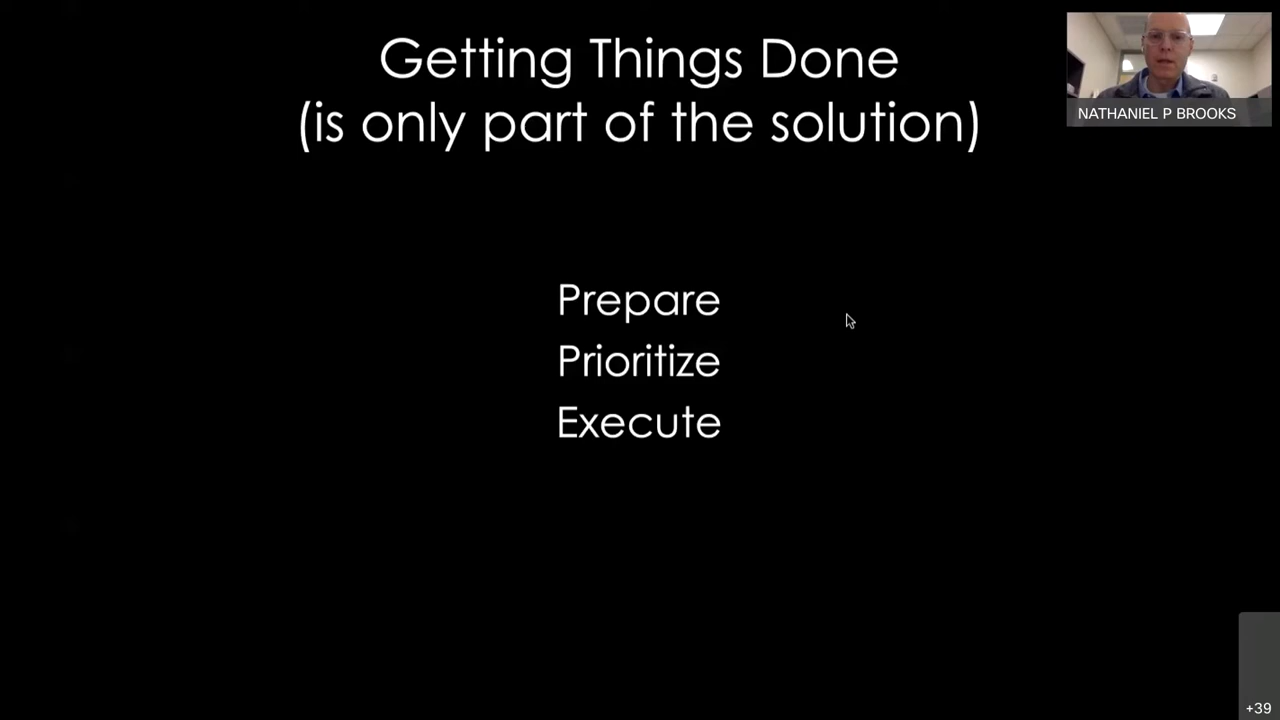 Getting Things Done
(is only part of the solution)
NATHANIEL P BROOKS
Prepare
Prioritize
Execute
+39